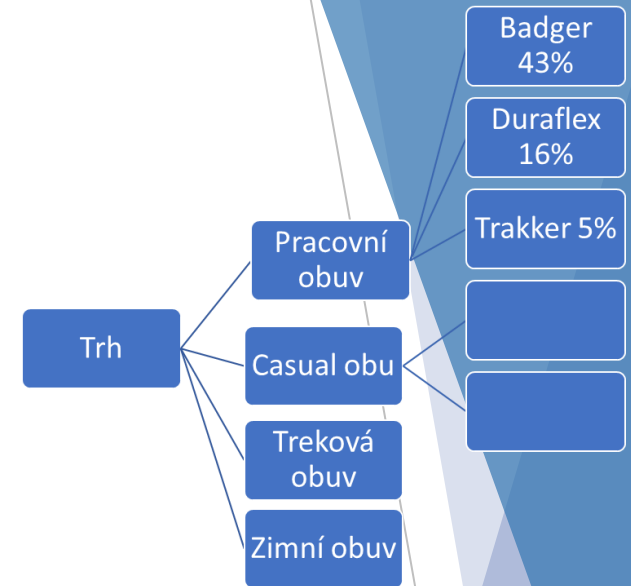 Badger
43%
Duraflex
16%
Trakker 5%
Pracovní
obuv
Trh
Casual obu
Treková
obuv
Zimní obuv